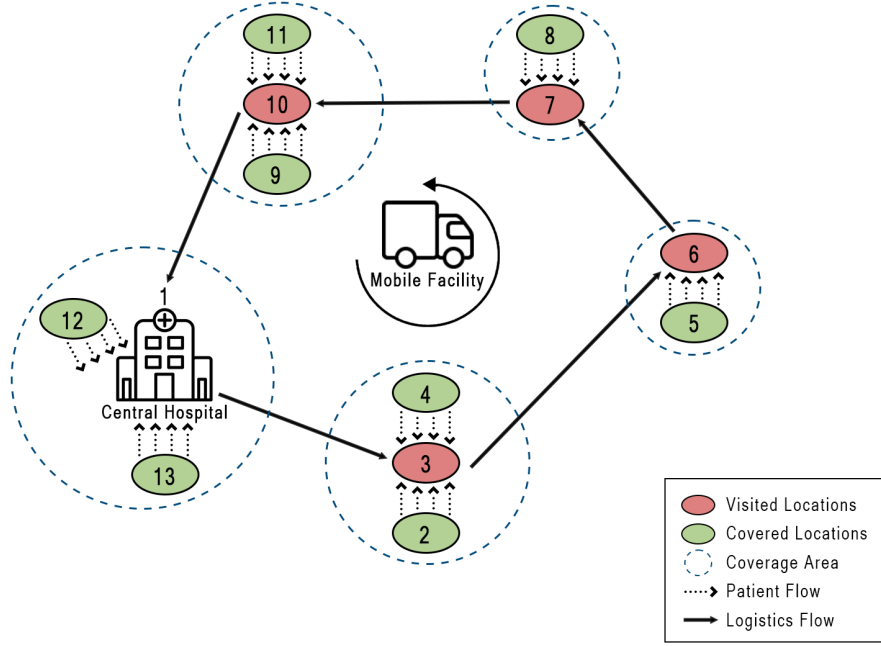 11
8
10
7
9
6
Mobile Facility
1
12
5
4
Central Hospital
3
13
2
Visited Locations
Covered Locations
Coverage Area
Patient Flow
Logistics Flow